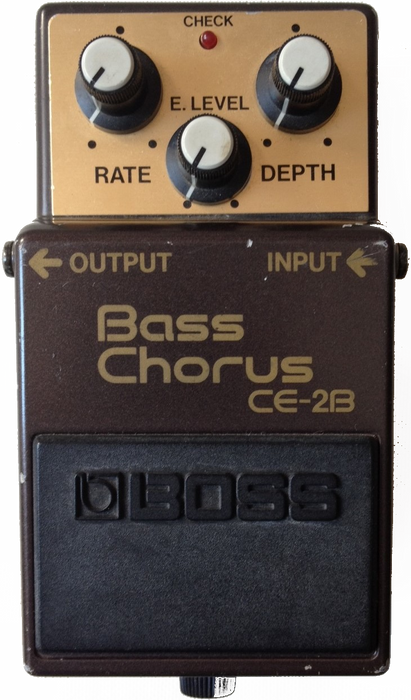 CHECK
E. LEVEL
RATE
DEPTH
OUTPUT
INPUT
Bass
Chorus
CE-2B
BOSS